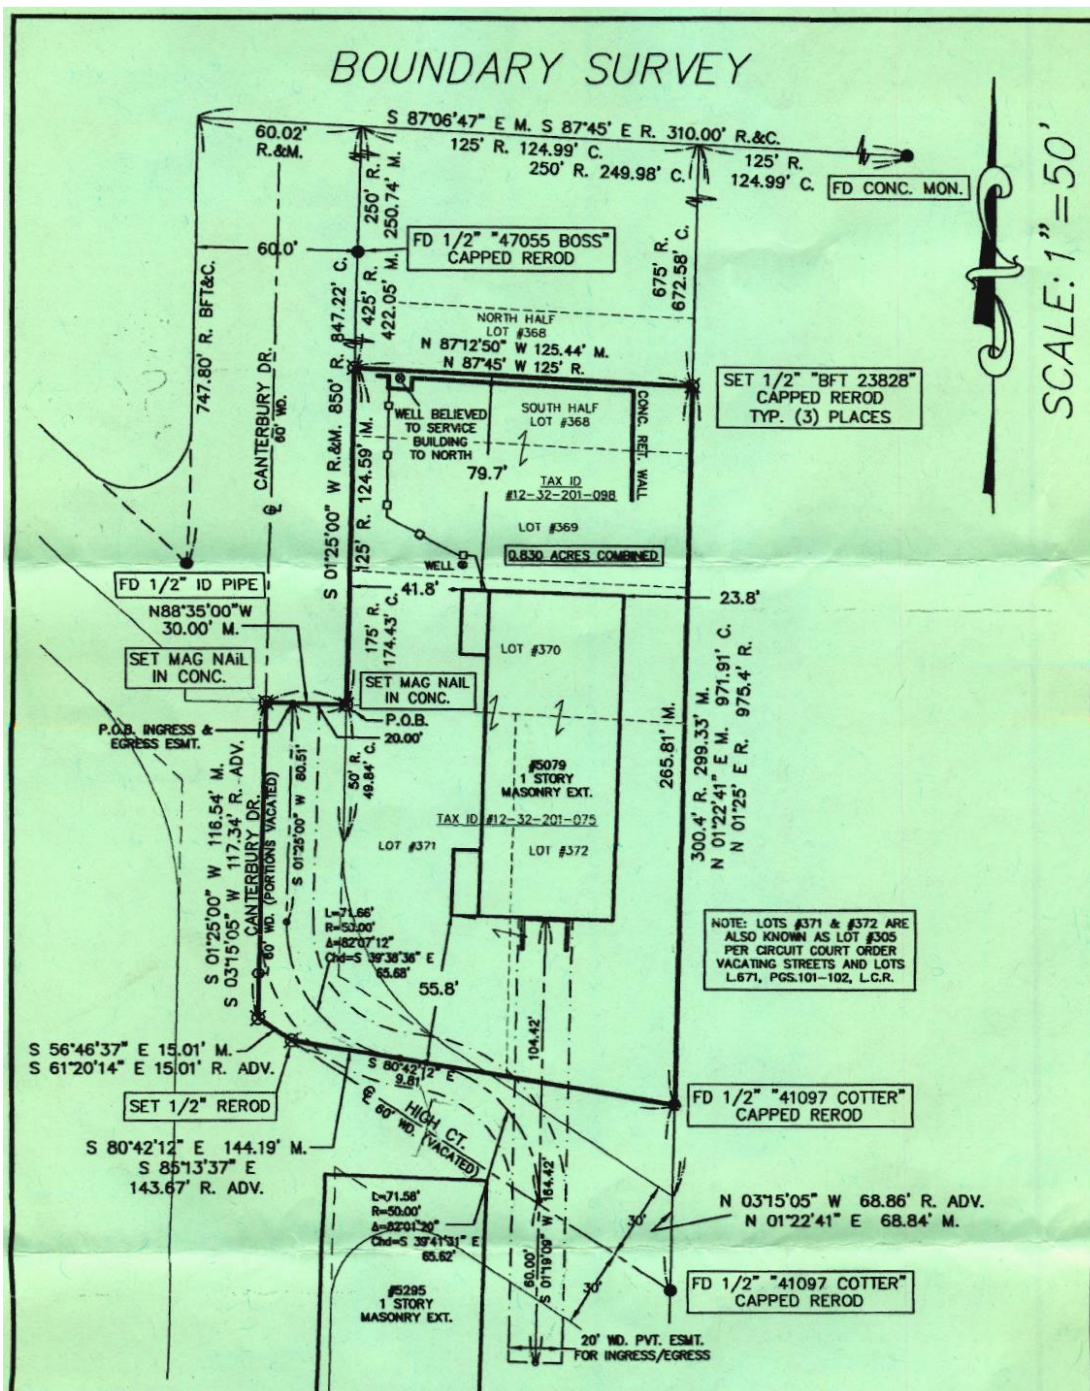 BOUNDARY SURVEY
S 87°06'47" E M. S 87°45' E R. 310.00' R.&C.
60.02'
R.&M.
125' R. 124.99' C.
250' R. 249.98' C.
125' R.
124.99' C.
FD CONC. MON.
SCALE: 1"=50'
250' R.
250.74' M.
60.0'
FD 1/2" "47055 BOSS"
CAPPED REROD
747.80' R. BFT&C.
CANTERBURY DR.
60' WD.
S 01°25'00" W R.&M. 850' R. 847.22' C.
425' R.
422.05' M.
675' R.
672.58' C.
NORTH HALF
LOT #368
N 87°12'50" W 125.44' M.
N 87°45' W 125' R.
SET 1/2" "BFT 23828"
CAPPED REROD
TYP. (3) PLACES
WELL BELIEVED
TO SERVICE
BUILDING
TO NORTH
SOUTH HALF
LOT #368
CONC. RET. WALL
79.7'
TAX ID
#12-32-201-098
LOT #369
0.830 ACRES COMBINED
125' R. 124.59' M.
WELL
FD 1/2" ID PIPE
41.8'
23.8'
N88°35'00"W
30.00' M.
175' R.
174.43' C.
LOT #370
SET MAG NAIL
IN CONC.
SET MAG NAIL
IN CONC.
P.O.B.
P.O.B. INGRESS &
EGRESS ESMT.
20.00'
265.81' M.
300.4' R. 299.33' M.
N 01°22'41" E M. 971.91' C.
N 01°25' E R. 975.4' R.
50' R.
49.84' C.
#5079
1 STORY
MASONRY EXT.
TAX ID #12-32-201-075
LOT #371
LOT #372
S 01°25'00" W 116.54' M.
S 03°15'05" W 117.34' R. ADV.
CANTERBURY DR.
60' WD. (PORTIONS VACATED)
S 01°25'00" W 80.51'
L=71.66'
R=50.00'
Δ=82°07'12"
Chd=S 39°38'36" E
65.68'
NOTE: LOTS #371 & #372 ARE
ALSO KNOWN AS LOT #305
PER CIRCUIT COURT ORDER
VACATING STREETS AND LOTS
L.671, PGS.101-102, L.C.R.
55.8'
104.42'
S 56°46'37" E 15.01' M.
S 61°20'14" E 15.01' R. ADV.
S 80°42'12" E
9.81
SET 1/2" REROD
FD 1/2" "41097 COTTER"
CAPPED REROD
HIGH CT.
60' WD. (VACATED)
S 80°42'12" E 144.19' M.
S 85°13'37" E
143.67' R. ADV.
L=71.58'
R=50.00'
Δ=82°01'20"
Chd=S 39°41'31" E
65.62'
S 01°19'09" W 164.42'
60.00'
30'
30'
N 03°15'05" W 68.86' R. ADV.
N 01°22'41" E 68.84' M.
FD 1/2" "41097 COTTER"
CAPPED REROD
#5295
1 STORY
MASONRY EXT.
20' WD. PVT. ESMT.
FOR INGRESS/EGRESS